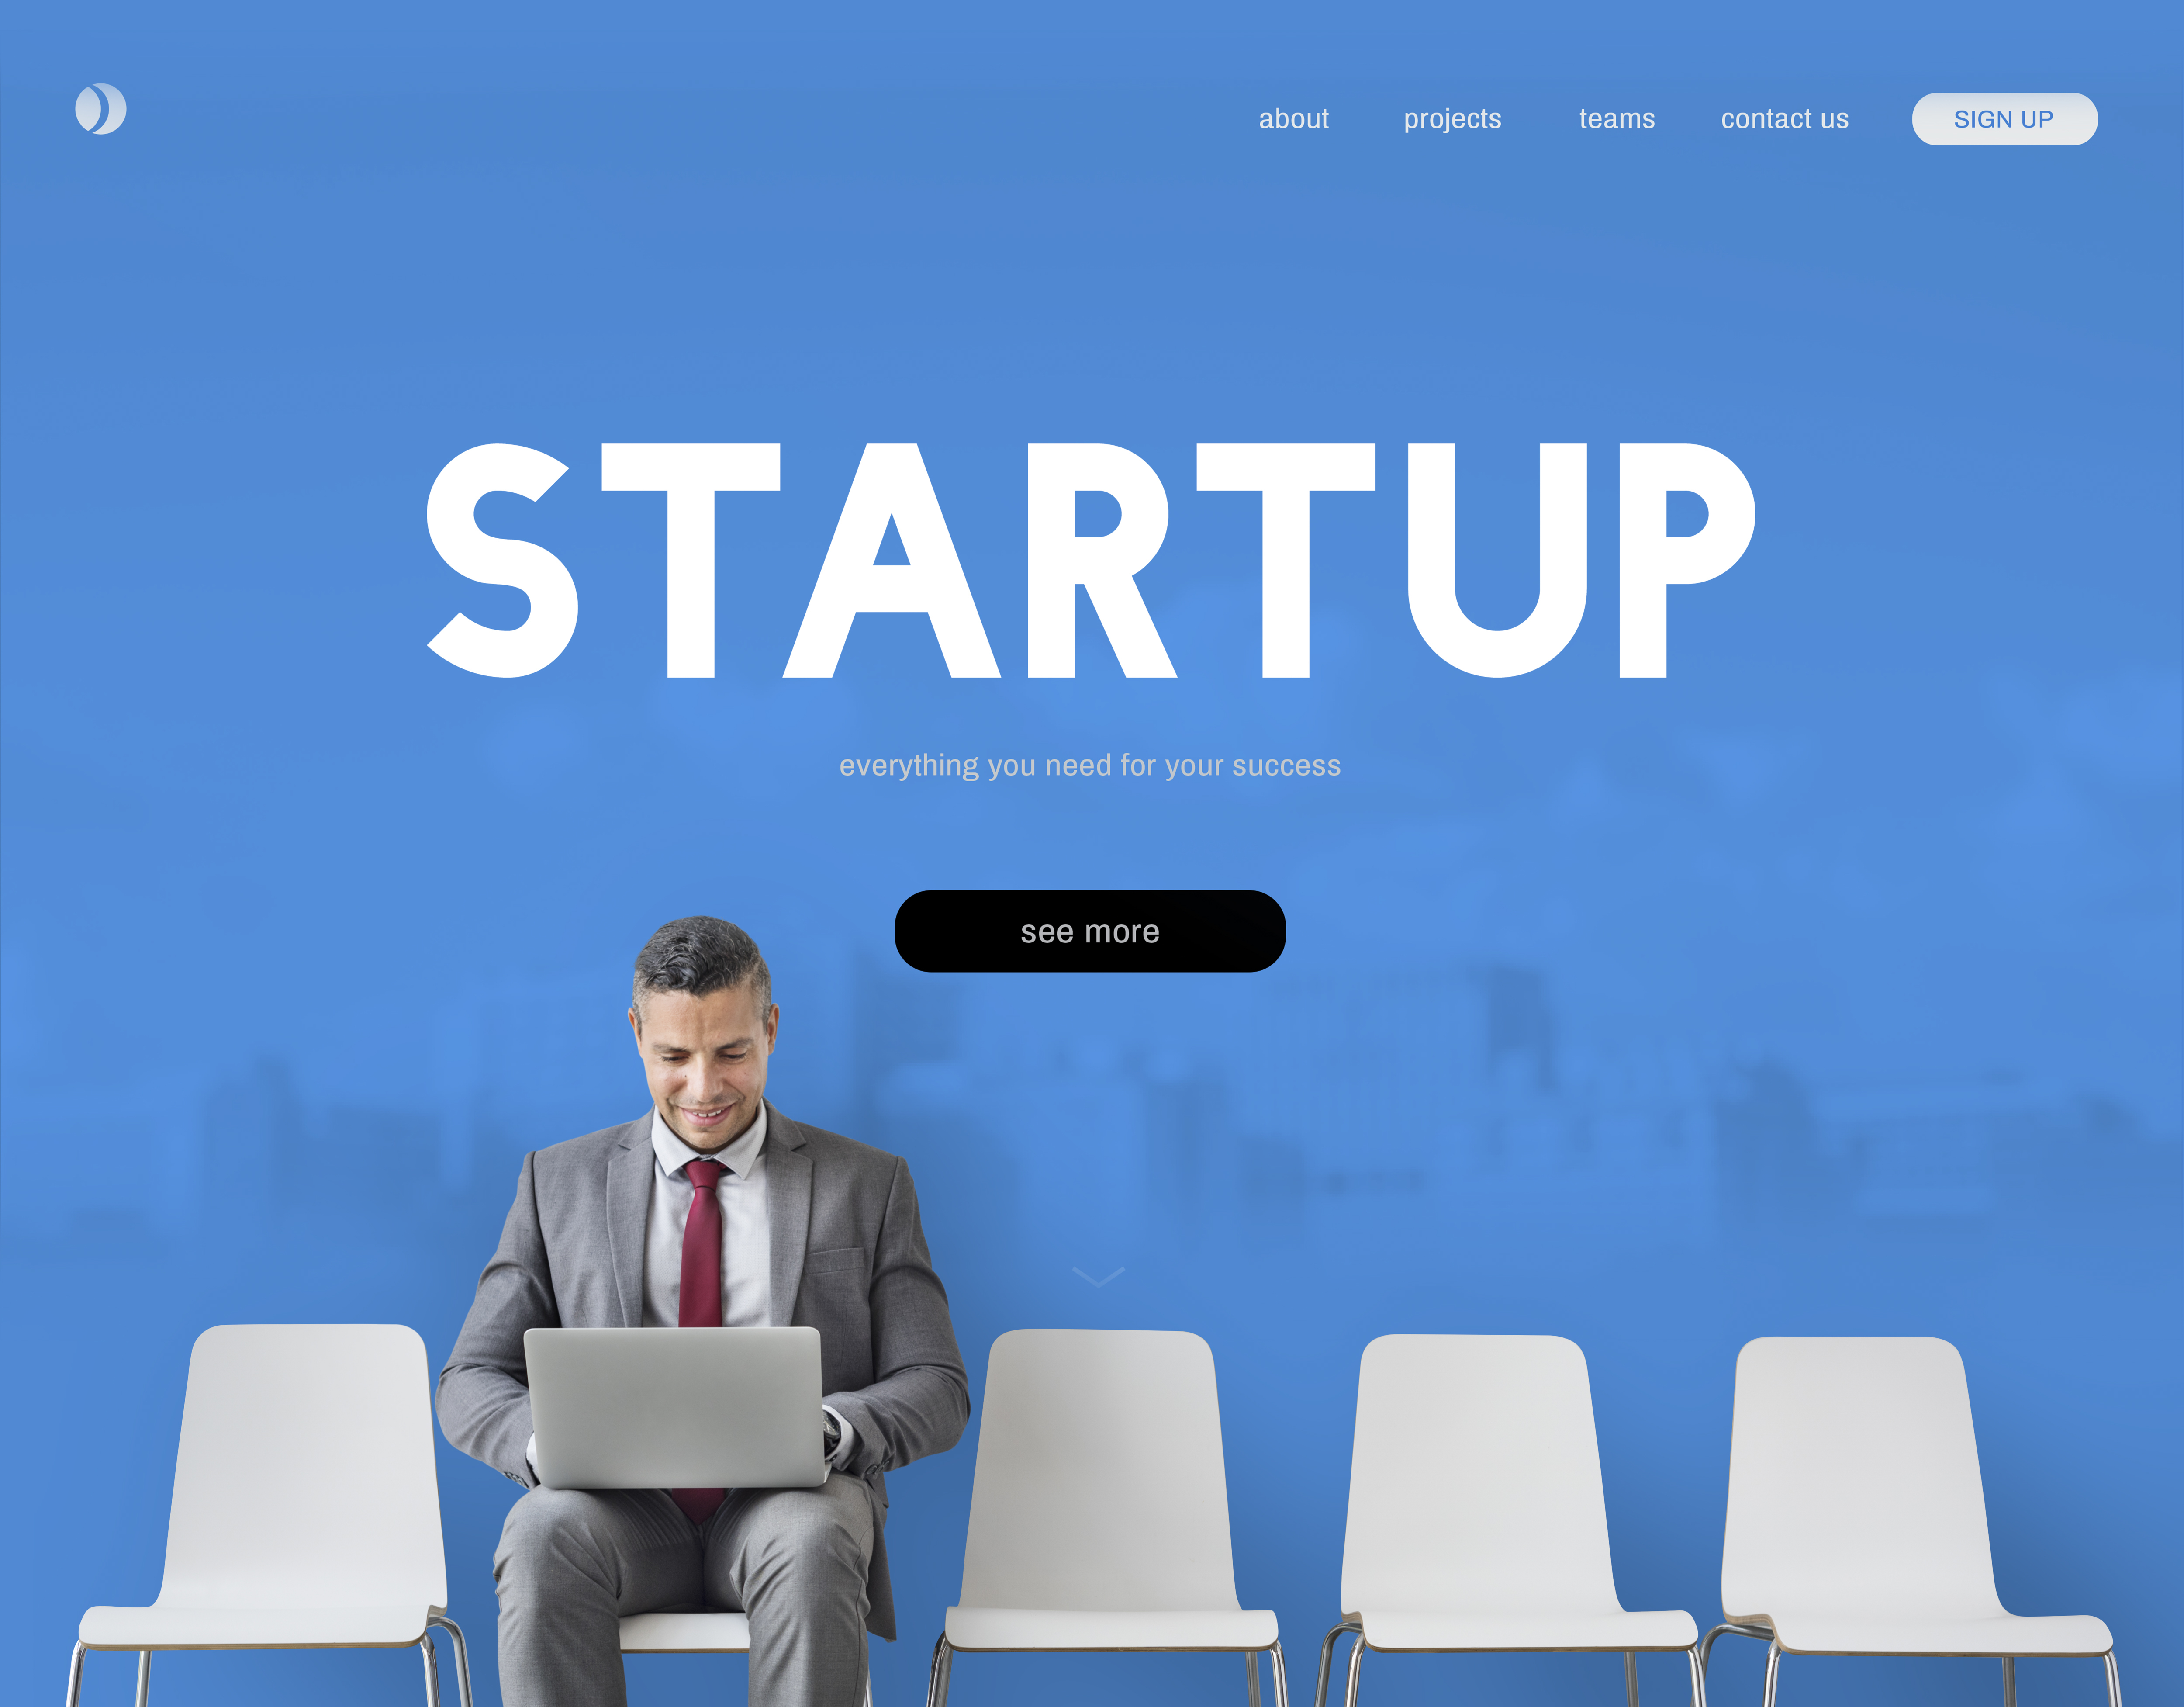 about projects teams contact us SIGN UP
STARTUP
everything you need for your success
see more